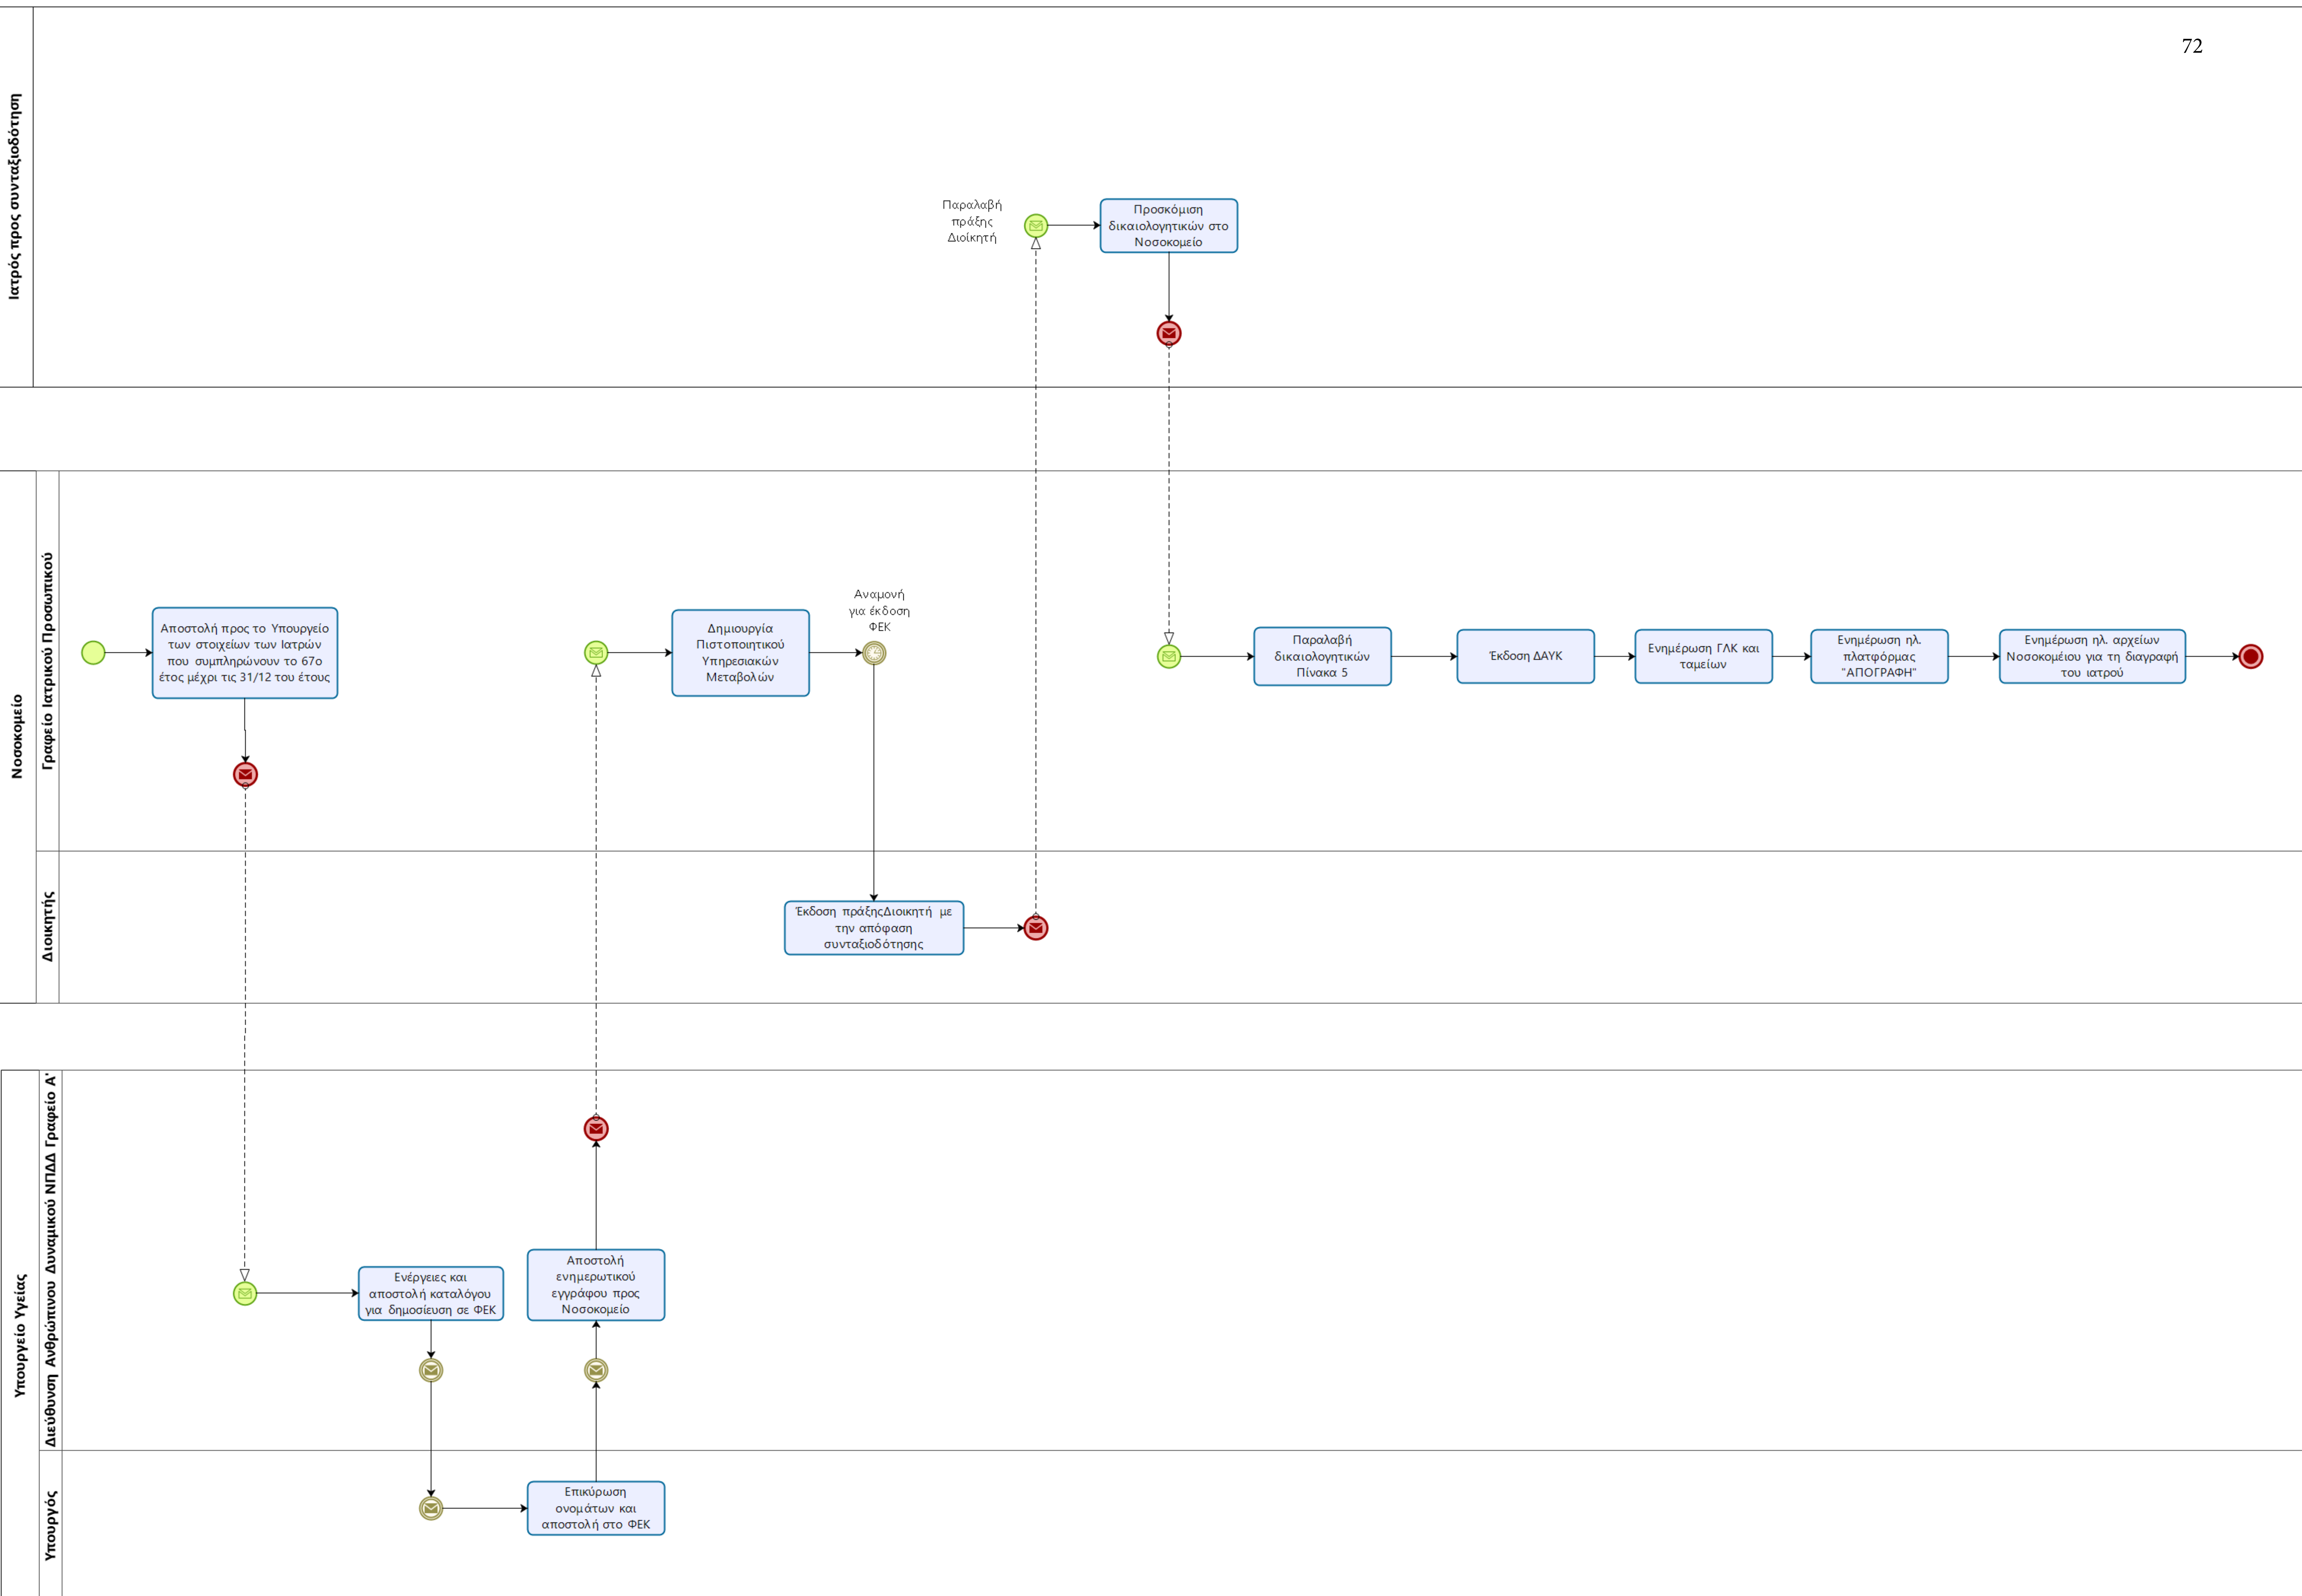 72
Ιατρός προς συνταξιοδότηση
Παραλαβή
πράξης
Διοίκητή
Προσκόμιση
δικαιολογητικών στο
Νοσοκομείο
Νοσοκομείο
Γραφείο Ιατρικού Προσωπικού
Αποστολή προς το Υπουργείο
των στοιχείων των Ιατρών
που συμπληρώνουν το 67ο
έτος μέχρι τις 31/12 του έτους
Δημιουργία
Πιστοποιητικού
Υπηρεσιακών
Μεταβολών
Αναμονή
για έκδοση
ΦΕΚ
Παραλαβή
δικαιολογητικών
Πίνακα 5
Έκδοση ΔΑΥΚ
Ενημέρωση ΓΛΚ και
ταμείων
Ενημέρωση ηλ.
πλατφόρμας
"ΑΠΟΓΡΑΦΗ"
Ενημέρωση ηλ. αρχείων
Νοσοκομέιου για τη διαγραφή
του ιατρού
Διοικητής
Έκδοση πράξηςΔιοικητή με
την απόφαση
συνταξιοδότησης
Υπουργείο Υγείας
Διεύθυνση Ανθρώπινου Δυναμικού ΝΠΔΔ Γραφείο Α'
Ενέργειες και
αποστολή καταλόγου
για δημοσίευση σε ΦΕΚ
Αποστολή
ενημερωτικού
εγγράφου προς
Νοσοκομείο
Υπουργός
Επικύρωση
ονομάτων και
αποστολή στο ΦΕΚ